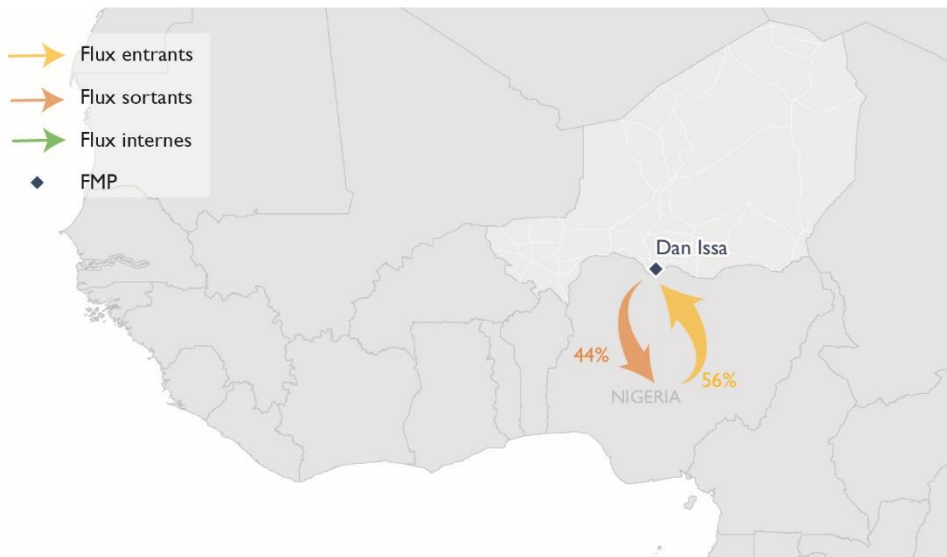 Flux entrants
Flux sortants
Flux internes
FMP
Dan Issa
44%
56%
NIGERIA